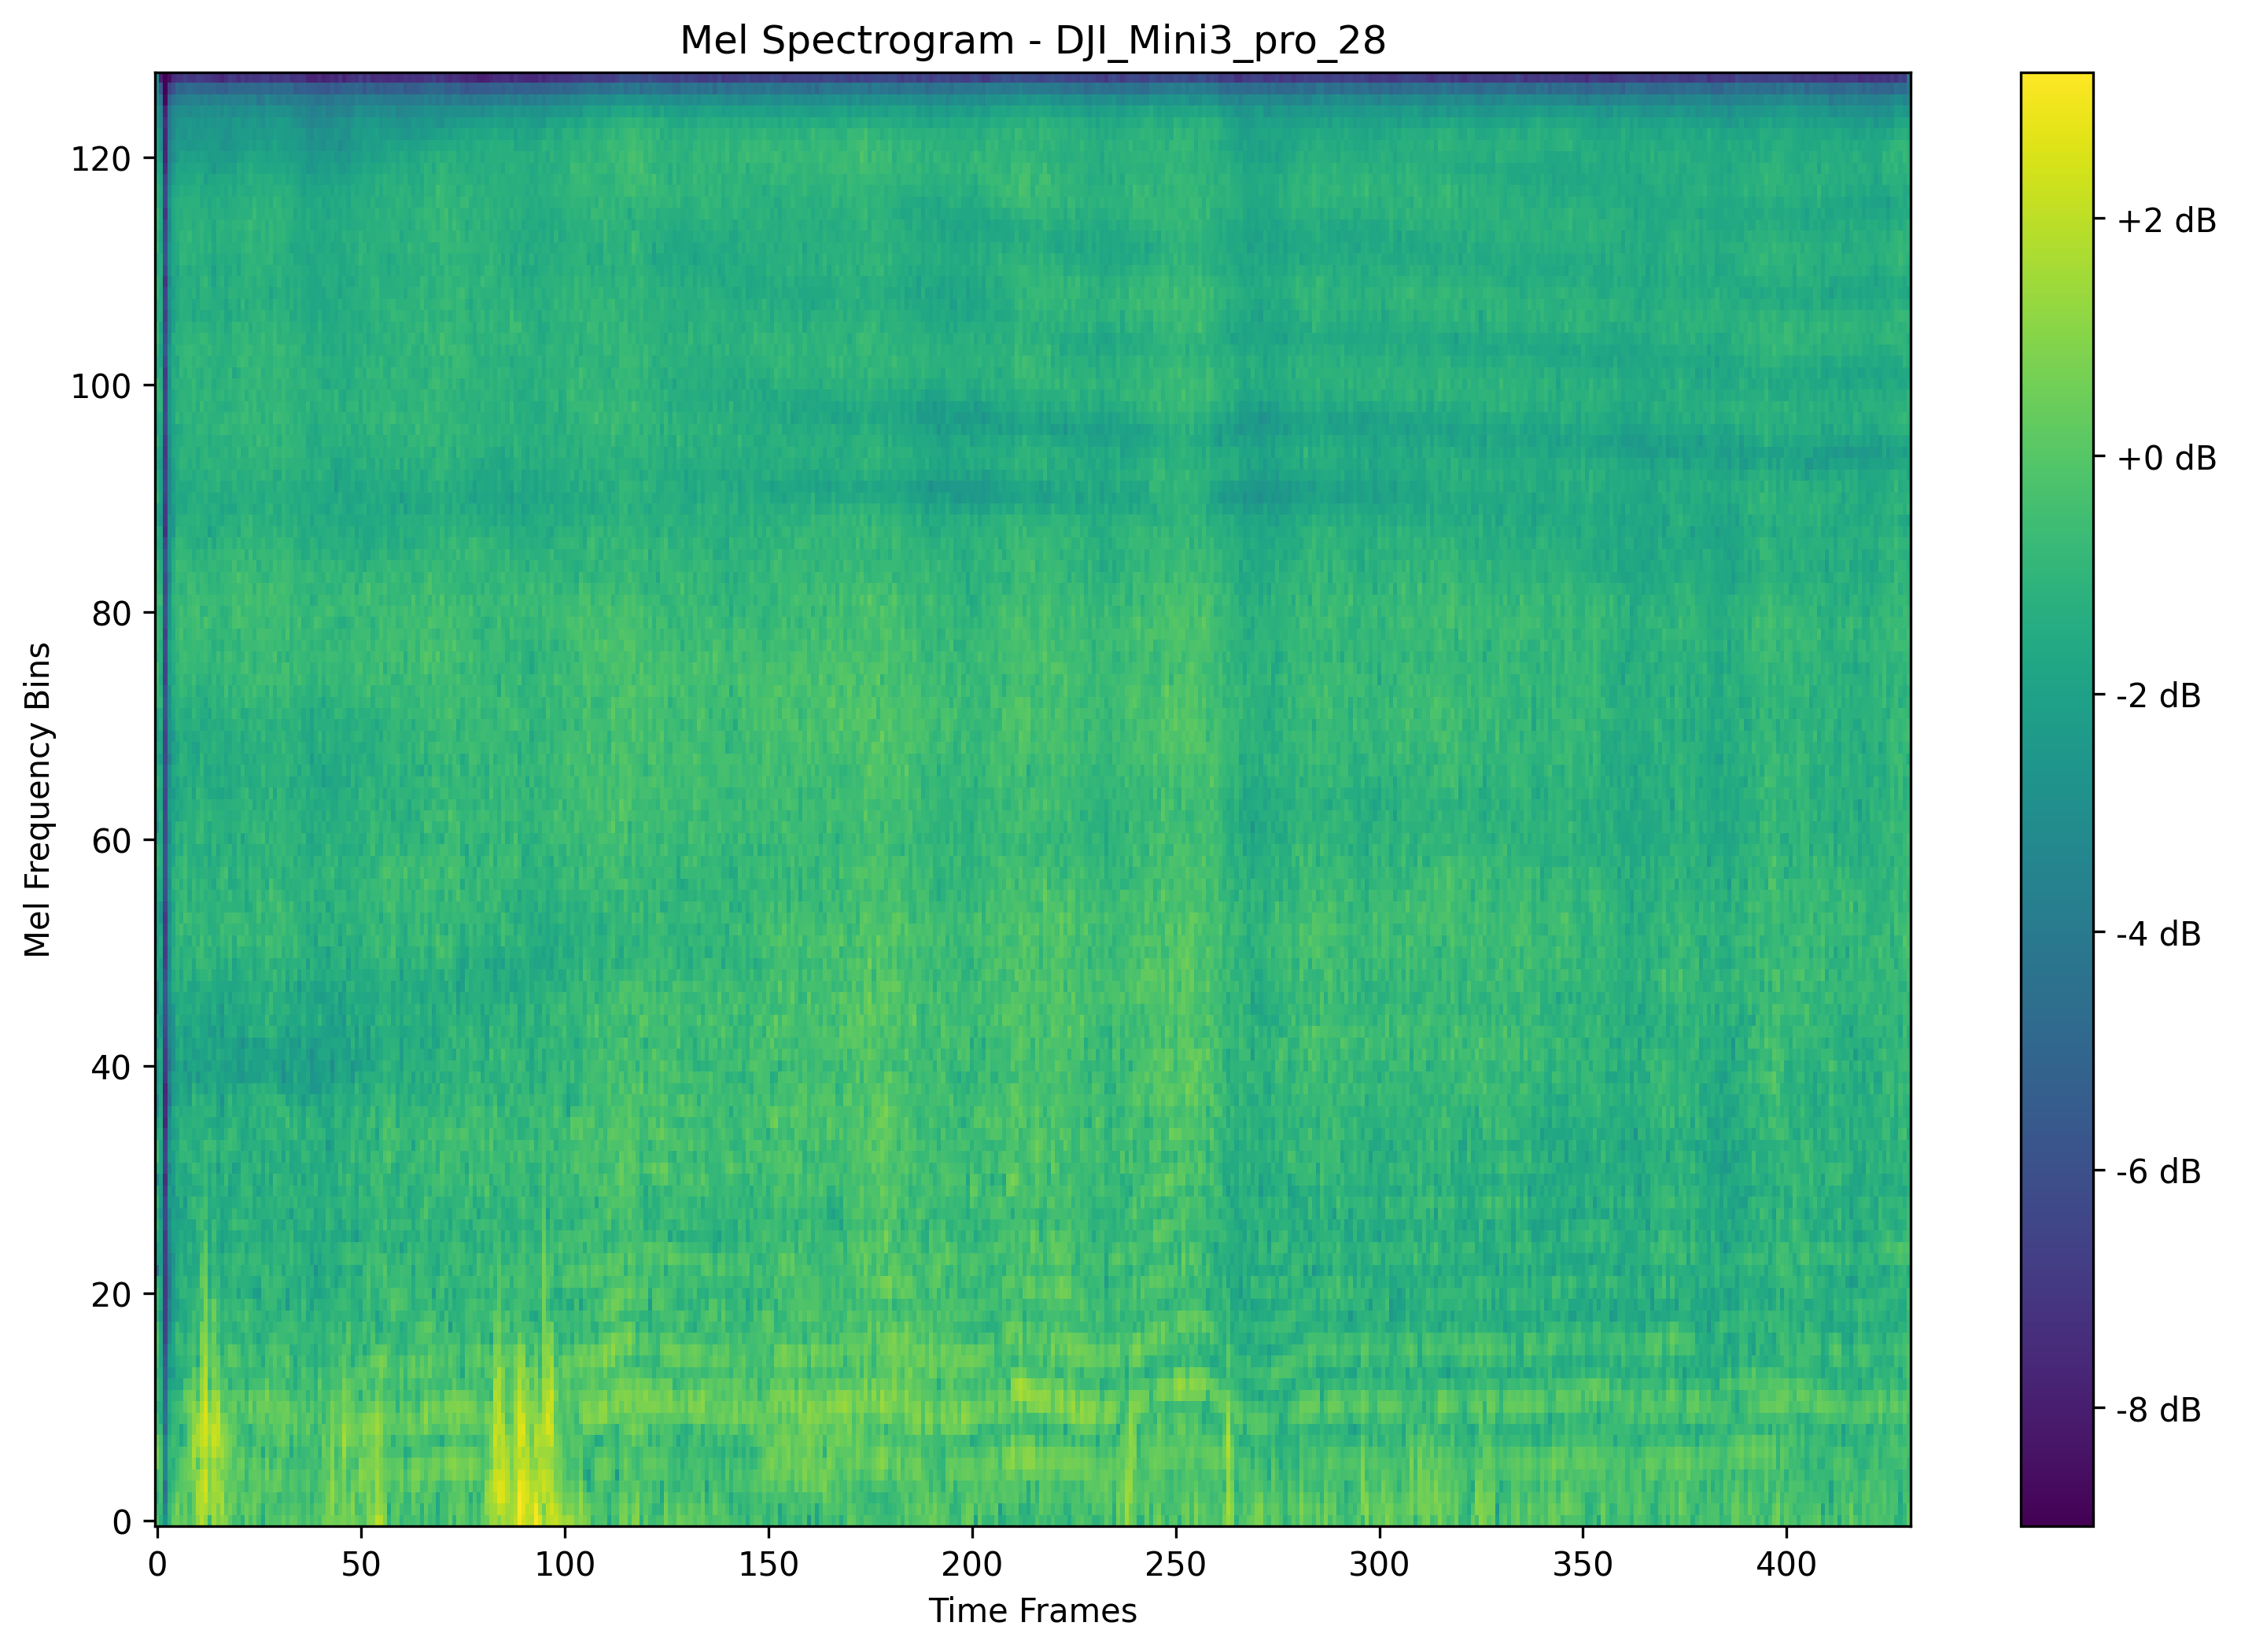 Mel Spectrogram - DJI_Mini3_pro_28
Mel Frequency Bins
120
100
80
60
40
20
0
0 50 100 150 200 250 300 350 400
Time Frames
+2 dB
+0 dB
-2 dB
-4 dB
-6 dB
-8 dB